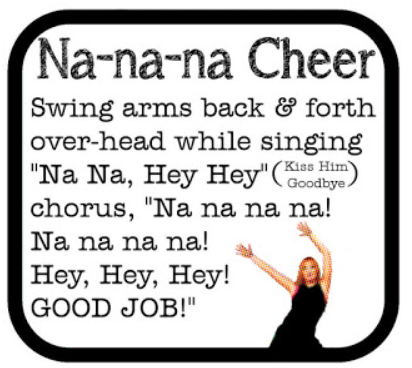 Na-na-na Cheer
Swing arms back & forth
over-head while singing
"Na Na, Hey Hey"(Kiss Him Goodbye)
chorus, "Na na na na!
Na na na na!
Hey, Hey, Hey!
GOOD JOB!"